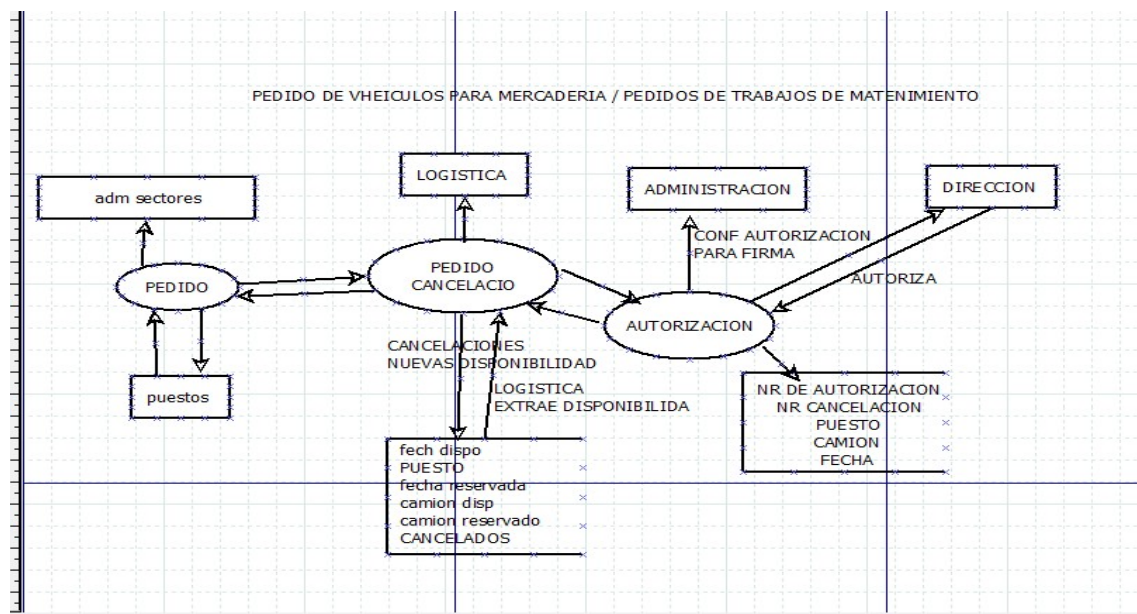 PEDIDO DE VHEICULOS PARA MERCADERIA / PEDIDOS DE TRABAJOS DE MATENIMIENTO
adm sectores
LOGISTICA
ADMINISTRACION
DIRECCION
CONF AUTORIZACION
PARA FIRMA
PEDIDO
PEDIDO
CANCELACIO
AUTORIZA
AUTORIZACION
CANCELACIONES
NUEVAS DISPONIBILIDAD
puestos
LOGISTICA
EXTRAE DISPONIBILIDA
NR DE AUTORIZACION
NR CANCELACION
PUESTO
CAMION
FECHA
fech dispo
PUESTO
fecha reservada
camion disp
camion reservado
CANCELADOS